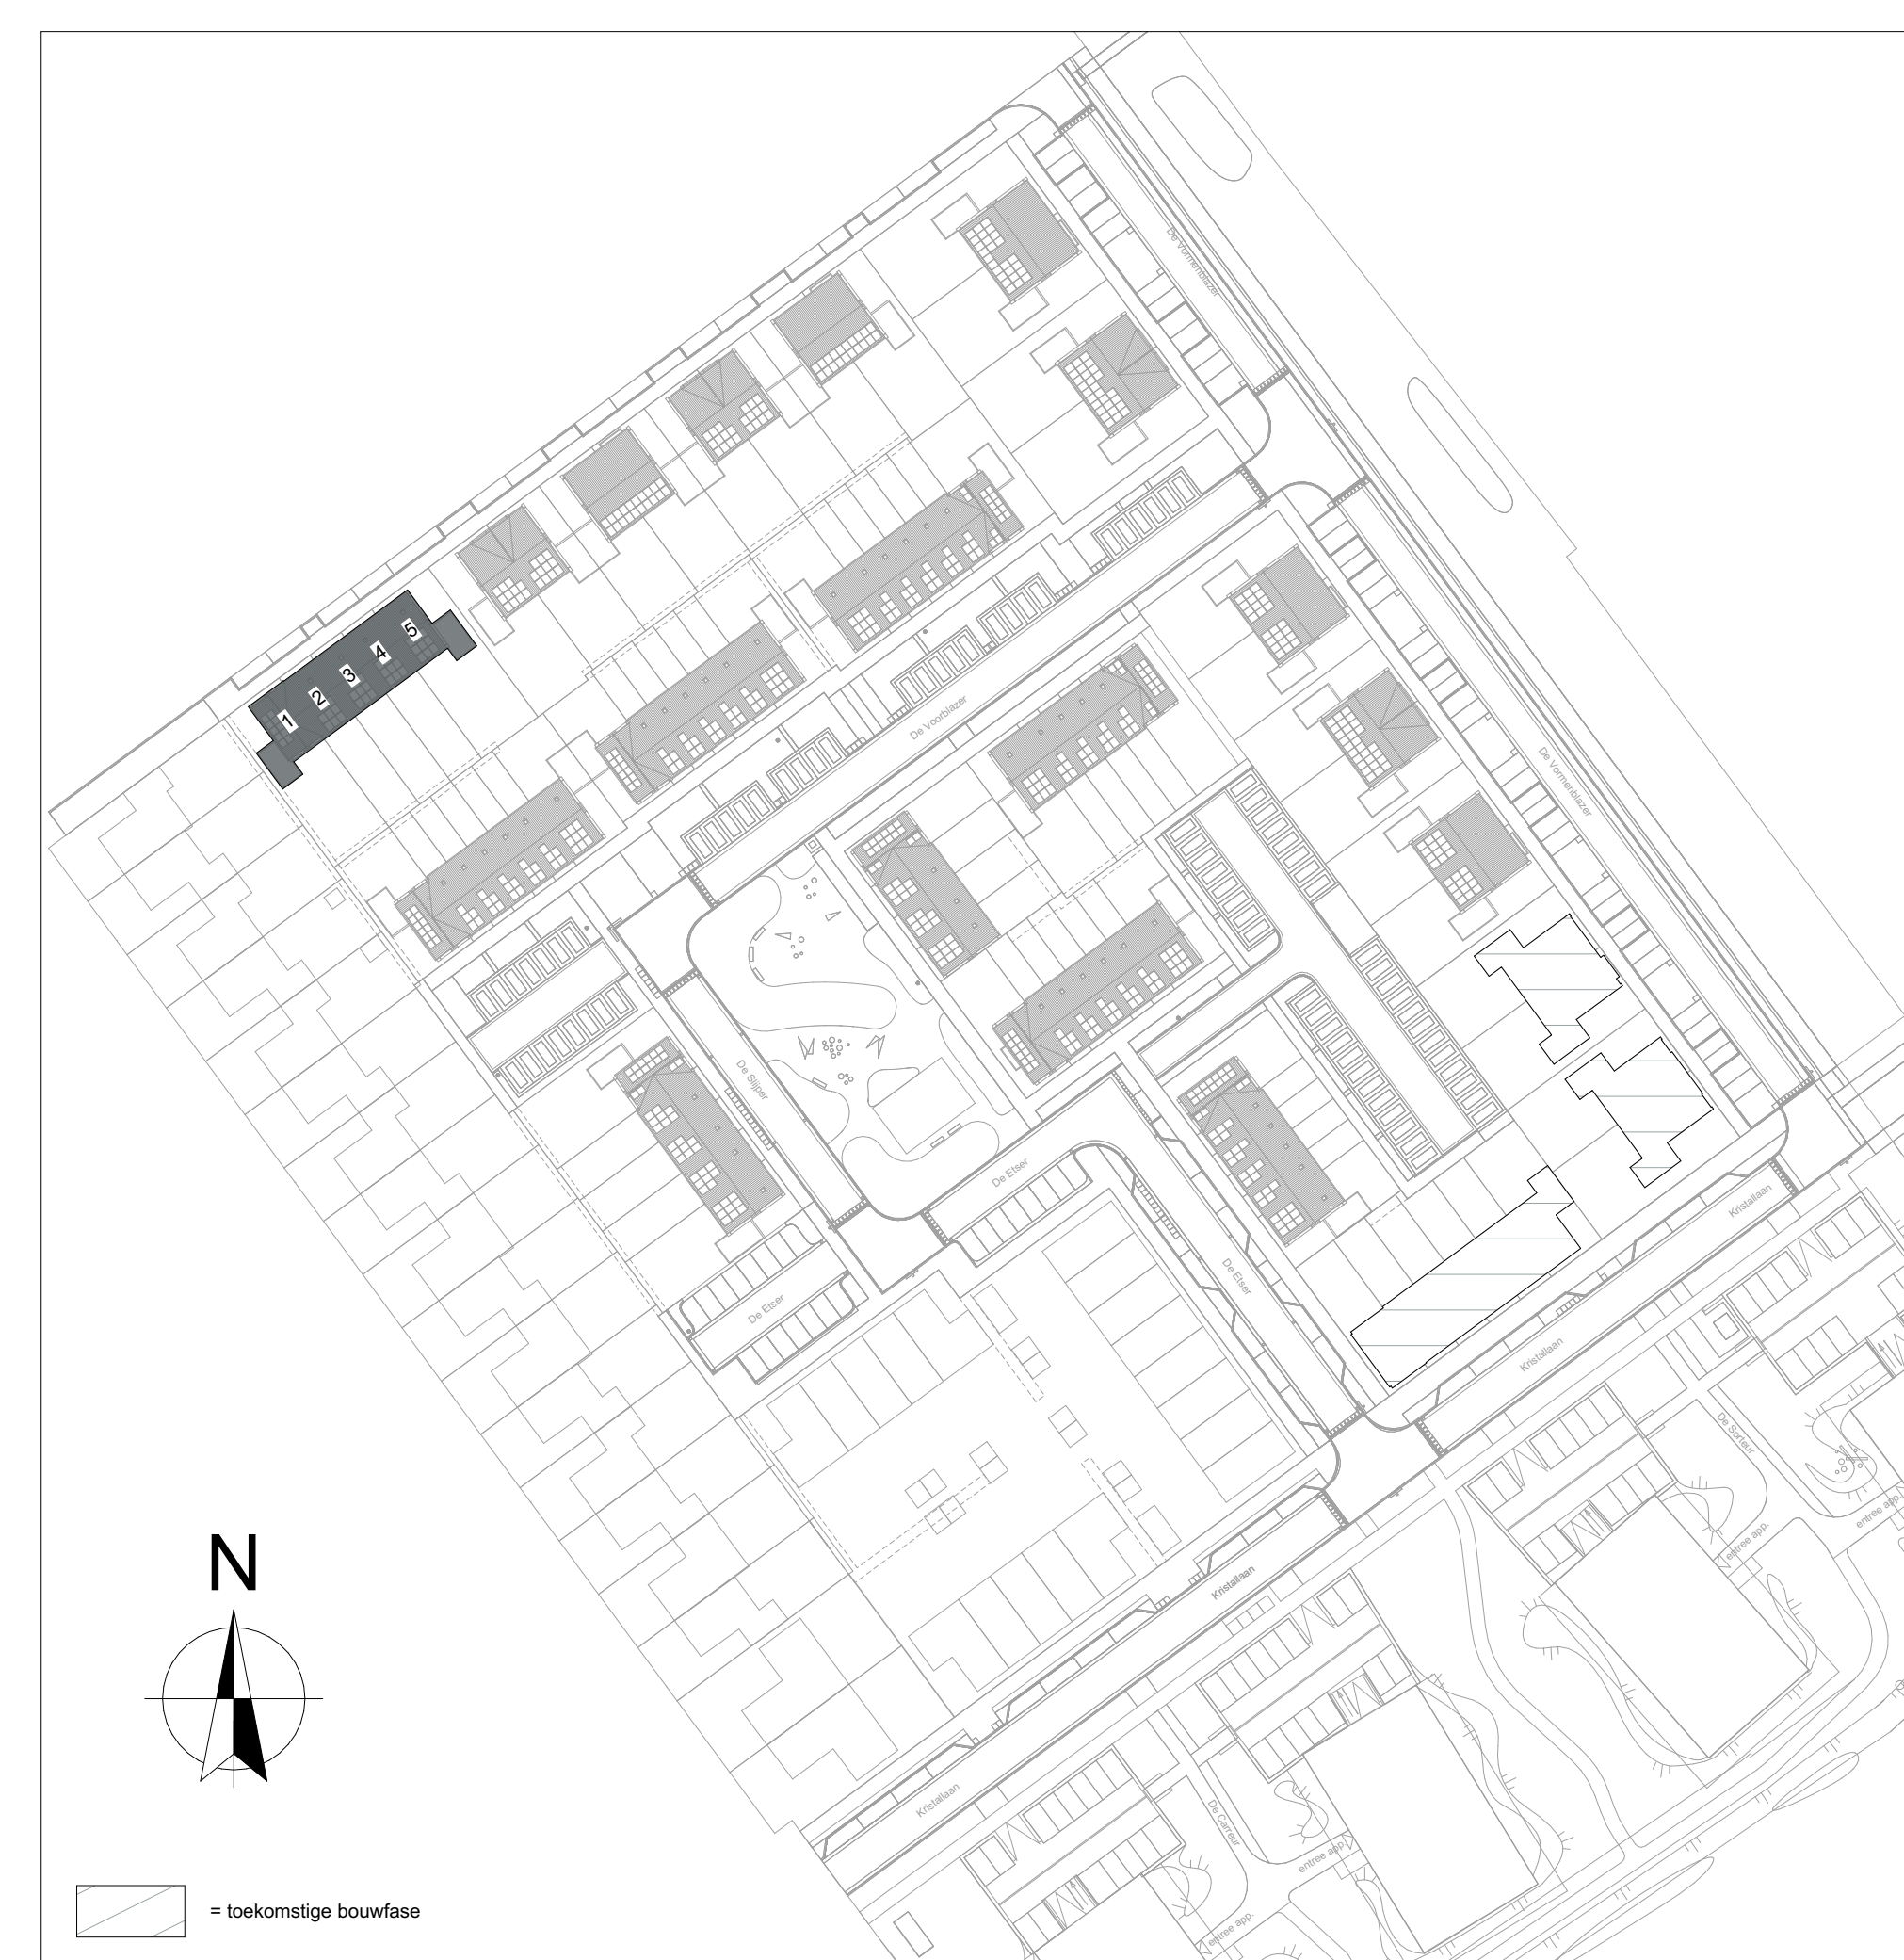 De Vormenblazer
5
4
3
2
1
De Voorblazer
De Vormenblazer
De Slijper
De Etser
De Etser
De Etser
Kristallaan
Kristallaan
De Sorteur
entree app.
entree app.
Kristallaan
N
Kristallaan
De Carreur
entree app.
entree app.
= toekomstige bouwfase